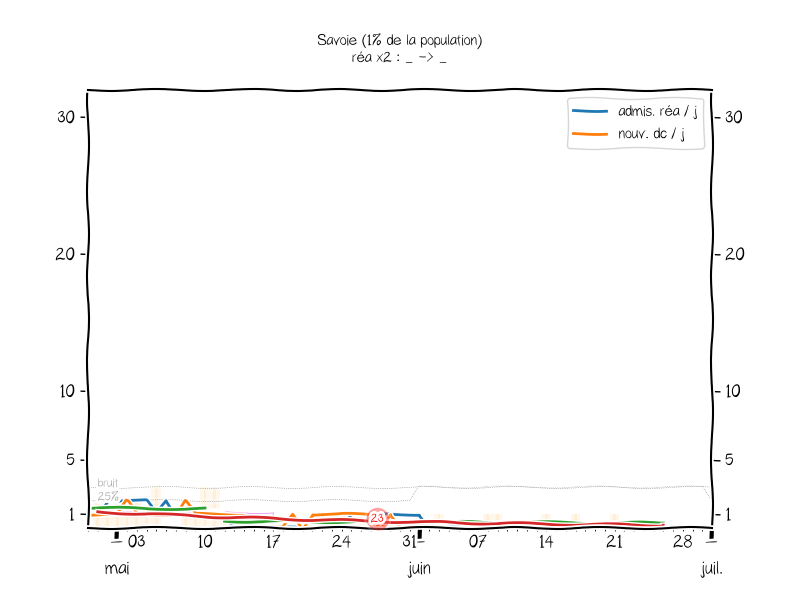 Savoie (1% de la population)
réa x2 : _ -> _
admis. réa / j
nouv. dc / j
30
30
20
20
10
10
5
5
bruit
25%
1
1
23
03
10
17
24
31
07
14
21
28
mai
juin
juil.